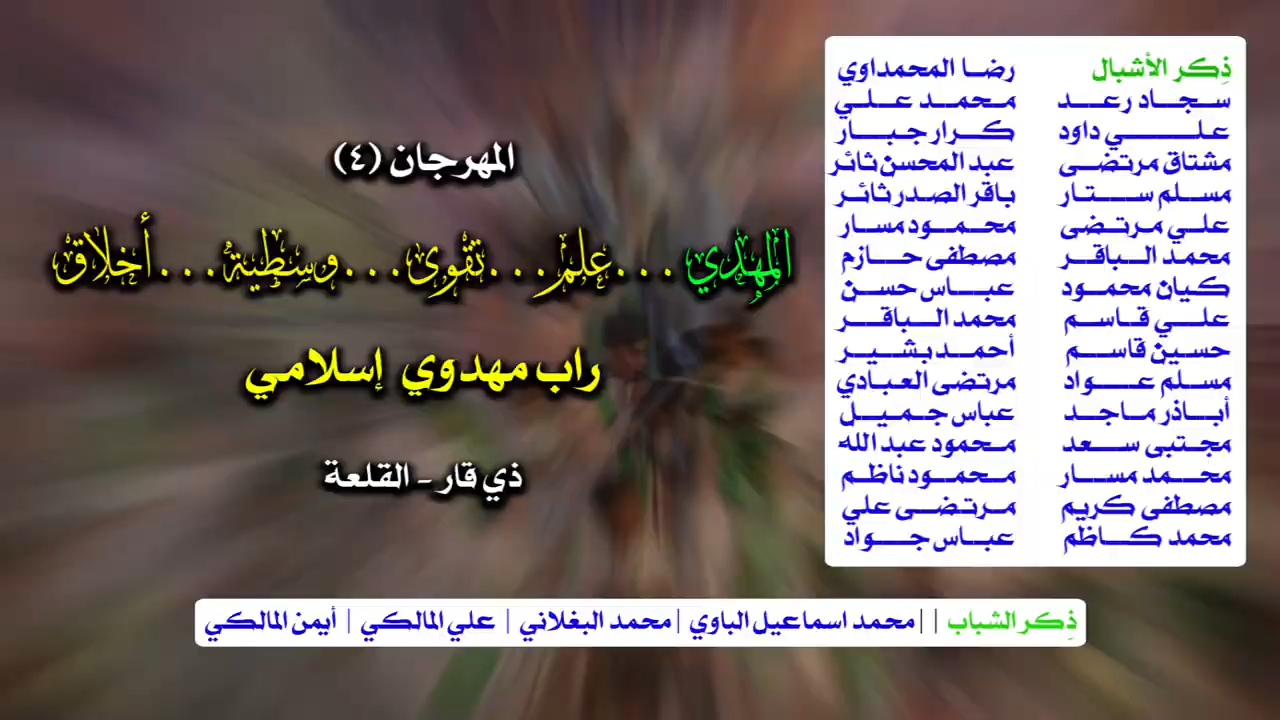 المهرجان (٤)
المهدي...علم...تقوى...وسطية...أخلاق
راب مهدوي إسلامي
ذي قار - القلعة
ذِكر الأشبال
سجاد رعد
علي داود
مشتاق مرتضى
مسلم ستار
علي مرتضى
محمد الباقر
كيان محمود
علي قاسم
حسين قاسم
مسلم عواد
أباذر ماجد
مجتبى سعد
محمد مسار
مصطفى كريم
محمد كاظم
رضا المحمداوي
محمد علي
كرار جبار
عبد المحسن ثائر
باقر الصدر ثائر
محمود مسار
مصطفى حازم
عباس حسن
محمد الباقر
أحمد بشير
مرتضى العبادي
عباس جميل
محمود عبد الله
محمود ناظم
مرتضى علي
عباس جواد
ذِكر الشباب || محمد اسماعيل الباوي | محمد البغلاني | علي المالكي | أيمن المالكي